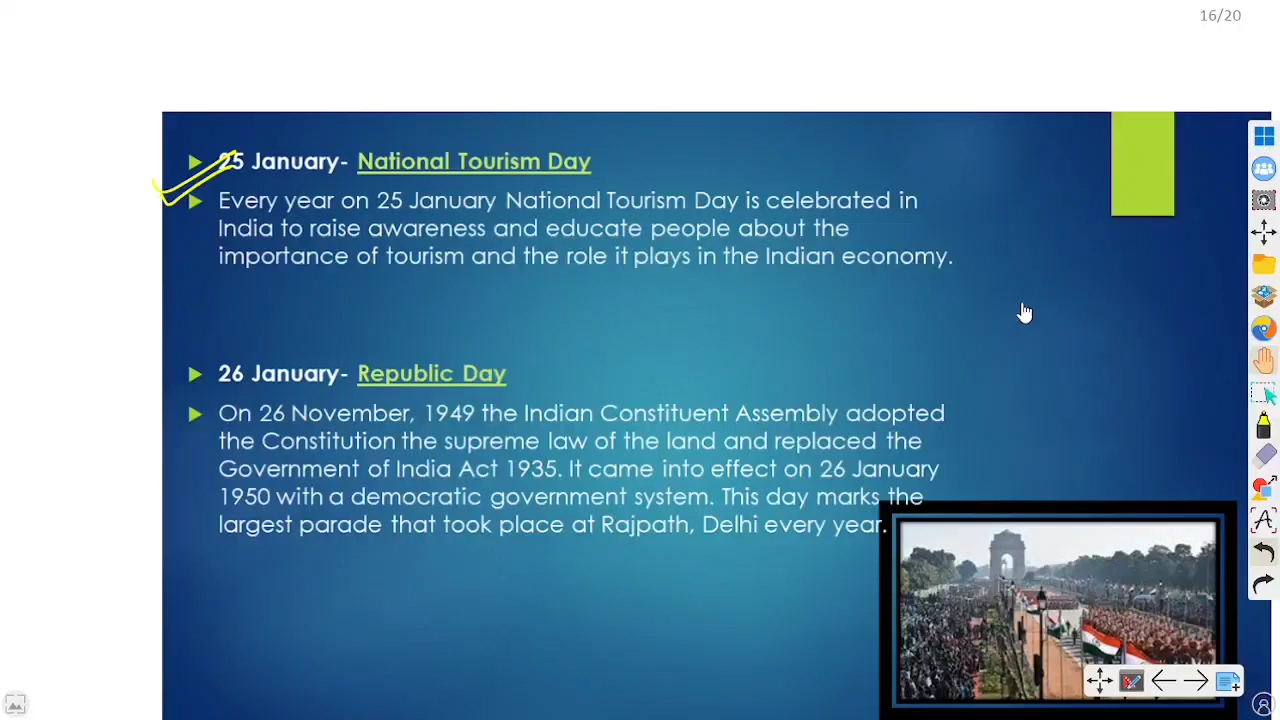 16/20
25 January- National Tourism Day
Every year on 25 January National Tourism Day is celebrated in
India to raise awareness and educate people about the
importance of tourism and the role it plays in the Indian economy.
26 January- Republic Day
On 26 November, 1949 the Indian Constituent Assembly adopted
the Constitution the supreme law of the land and replaced the
Government of India Act 1935. It came into effect on 26 January
1950 with a democratic government system. This day marks the
largest parade that took place at Rajpath, Delhi every year.